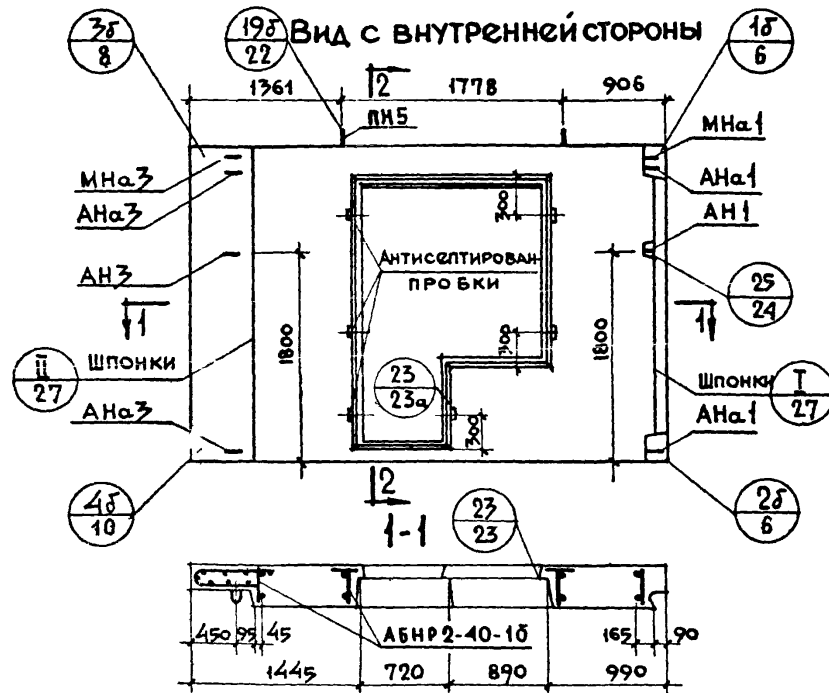 Вид с внутренней стороны
3б
8
19б
22
1б
6
2
1361
1778
906
ПН5
МНа3
АНа3
АН3
МНа1
АНа1
АН1
25
24
300
Антисептирован
пробки
1
1
1800
1800
300
II
27
Шпонки
Шпонки
I
27
23
23а
АНа3
АНа1
300
4б
10
2
2б
6
1-1
23
23
450
95
45
АБНР2-40-1б
165
90
1445
720
890
990